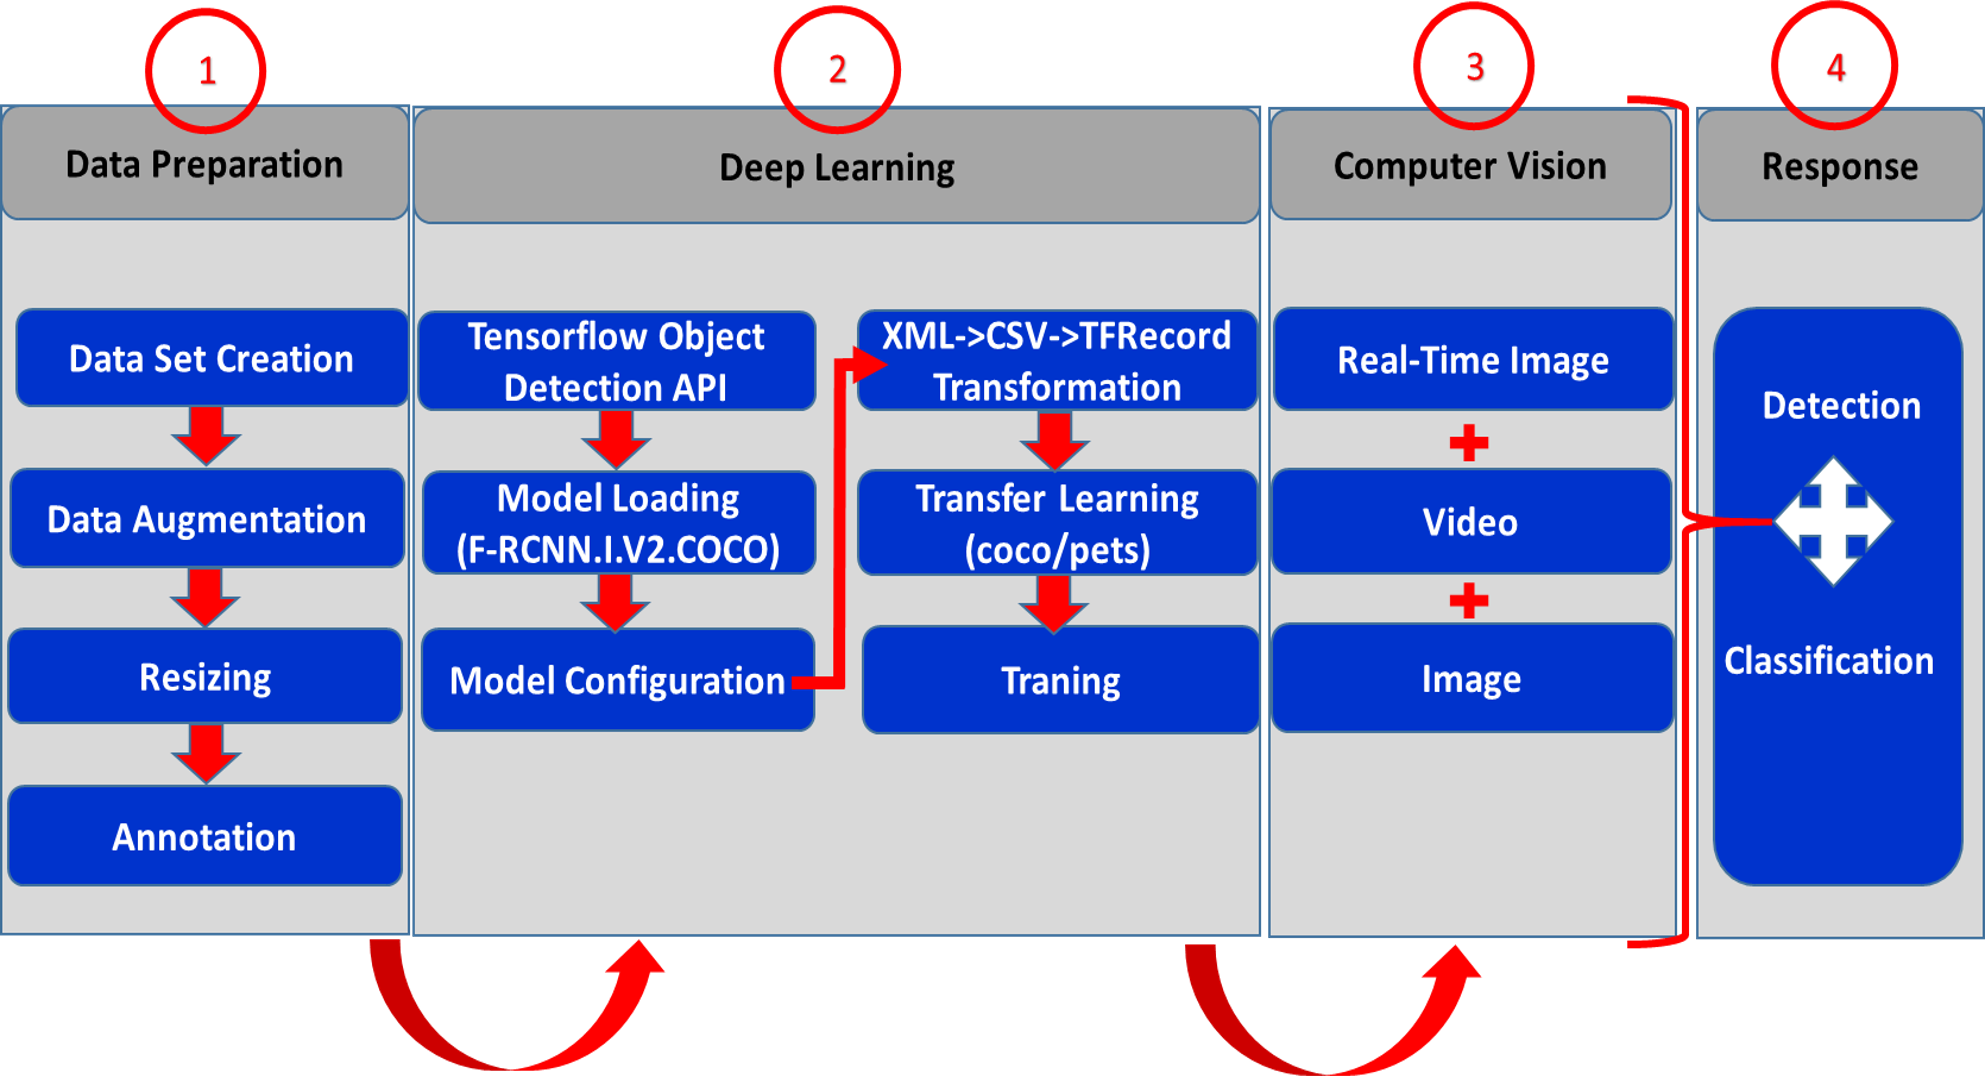 1
Data Preparation
Data Set Creation
Data Augmentation
Resizing
Annotation
2
Deep Learning
Tensorflow Object
Detection API
Model Loading
(F-RCNN.I.V2.COCO)
Model Configuration
XML->CSV->TFRecord
Transformation
Transfer Learning
(coco/pets)
Traning
3
Computer Vision
Real-Time Image
Video
Image
4
Response
Detection
Classification